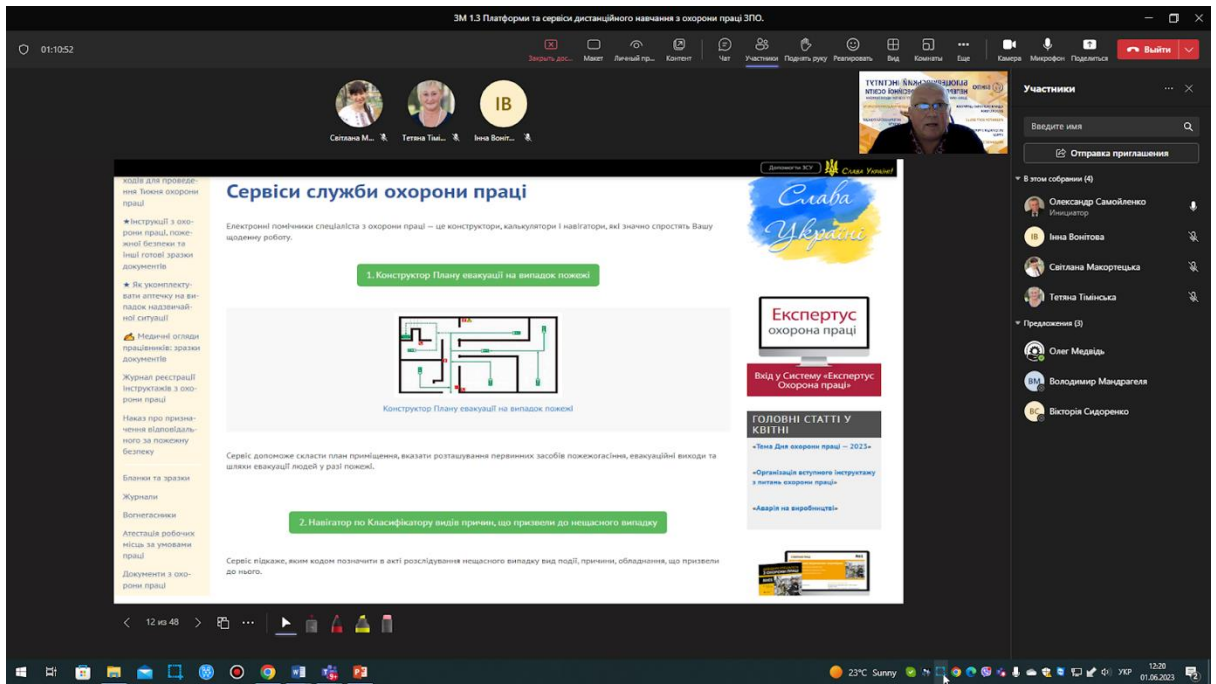 ЗМ 1.3 Платформи та сервіси дистанційного навчання з охорони праці ЗПО.
01:10:52
Закрыть дос...
Макет
Личный пр...
Контент
Чат
Участники
Поднять руку
Реагировать
Вид
Комнаты
Еще
Камера
Микрофон
Поделиться
Выйти
ІВ
Світлана М...
Тетяна Тімі...
Інна Воніт...
Допомогти ЗСУ
Слава Україні!
ходів для проведе-
ння Тижня охорони
праці
★Інструкції з охо-
рони праці, поже-
жної безпеки та
інші готові зразки
документів
★ Як укомплекту-
вати аптечку на ви-
падок надзвичай-
ної ситуації
Медичні огляди
працівників: зразки
документів
Журнал реєстрації
інструктажів з охо-
рони праці
Наказ про призна-
чення відповідаль-
ного за пожежну
безпеку
Бланки та зразки
Журнали
Вогнегасники
Атестація робочих
місць за умовами
праці
Документи з охо-
рони праці
Сервіси служби охорони праці
Електронні помічники спеціаліста з охорони праці – це конструктори, калькулятори і навігатори, які значно спростять Вашу
щоденну роботу.
1. Конструктор Плану евакуації на випадок пожежі
Конструктор Плану евакуації на випадок пожежі
Сервіс допоможе скласти план приміщення, вказати розташування первинних засобів пожежогасіння, евакуаційні виходи та
шляхи евакуації людей у разі пожежі.
2. Навігатор по Класифікатору видів причин, що призвели до нещасного випадку
Сервіс підкаже, яким кодом позначити в акті розслідування нещасного випадку вид події, причини, обладнання, що призвели
до нього.
Слава
Україні
Експертус
охорона праці
Вхід у Систему «Експертус
Охорона праці»
ГОЛОВНІ СТАТТІ У
КВІТНІ
«Тема Дня охорони праці – 2023»
«Організація вступного інструктажу
з питань охорони праці»
«Аварія на виробництві»
12 из 48
Участники
Введите имя
Отправка приглашения
В этом собрании (4)
Олександр Самойленко
Инициатор
ІВ
Інна Вонітова
Світлана Макортецька
Тетяна Тімінська
Предложения (3)
Олег Медвідь
ВМ
Володимир Мандрагеля
ВС
Вікторія Сидоренко
23°C Sunny
УКР
12:20
01.06.2023